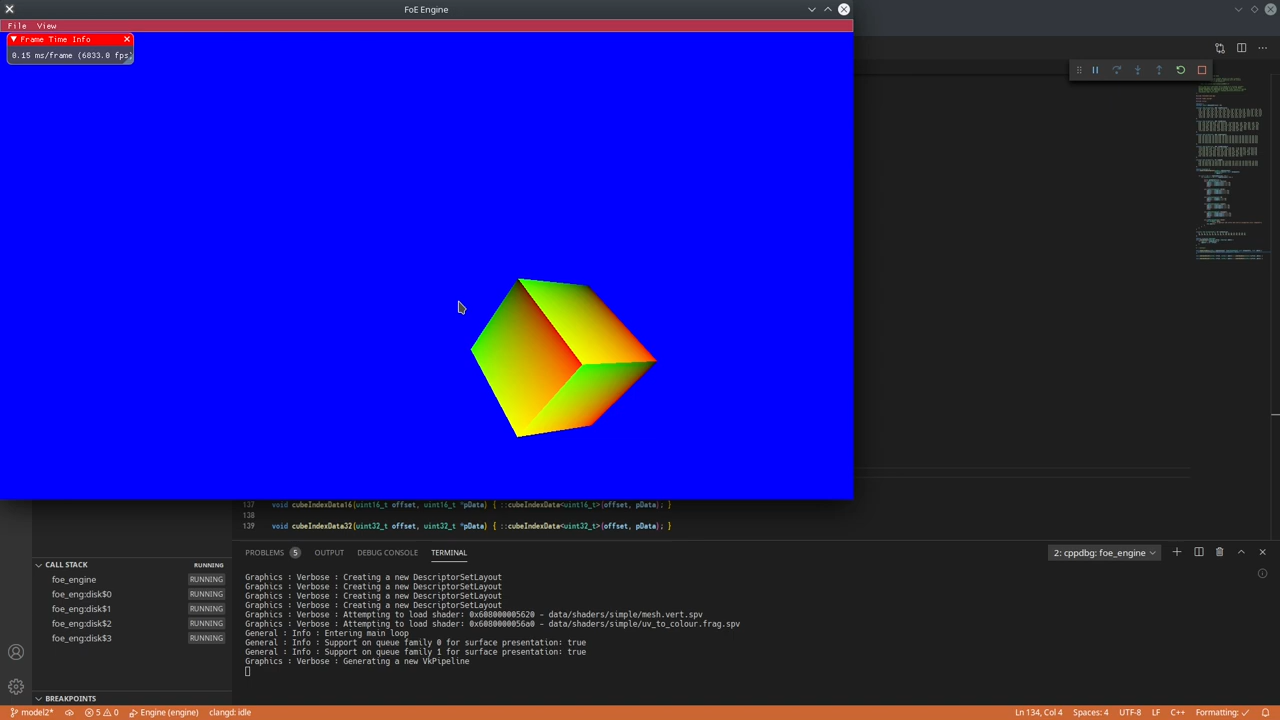 FoE Engine
File View
Frame Time Info
0.15 ms/frame (6833.0 fps)
137 void cubeIndexData16(uint16_t offset, uint16_t *pData) { ::cubeIndexData<uint16_t>(offset, pData); }
138
139 void cubeIndexData32(uint32_t offset, uint32_t *pData) { ::cubeIndexData<uint32_t>(offset, pData); }
PROBLEMS 5 OUTPUT DEBUG CONSOLE TERMINAL 2: cppdbg: foe_engine
CALL STACK RUNNING
foe_engine RUNNING
foe_eng:disk$0 RUNNING
foe_eng:disk$1 RUNNING
foe_eng:disk$2 RUNNING
foe_eng:disk$3 RUNNING
Graphics : Verbose : Creating a new DescriptorSetLayout
Graphics : Verbose : Creating a new DescriptorSetLayout
Graphics : Verbose : Creating a new DescriptorSetLayout
Graphics : Verbose : Creating a new DescriptorSetLayout
Graphics : Verbose : Attempting to load shader: 0x608000005620 - data/shaders/simple/mesh.vert.spv
Graphics : Verbose : Attempting to load shader: 0x6080000056a0 - data/shaders/simple/uv_to_colour.frag.spv
General : Info : Entering main loop
General : Info : Support on queue family 0 for surface presentation: true
General : Info : Support on queue family 1 for surface presentation: true
Graphics : Verbose : Generating a new VkPipeline
BREAKPOINTS
model2* 5 0 Engine (engine) clangd: idle Ln 134, Col 4 Spaces: 4 UTF-8 LF C++ Formatting: ✓